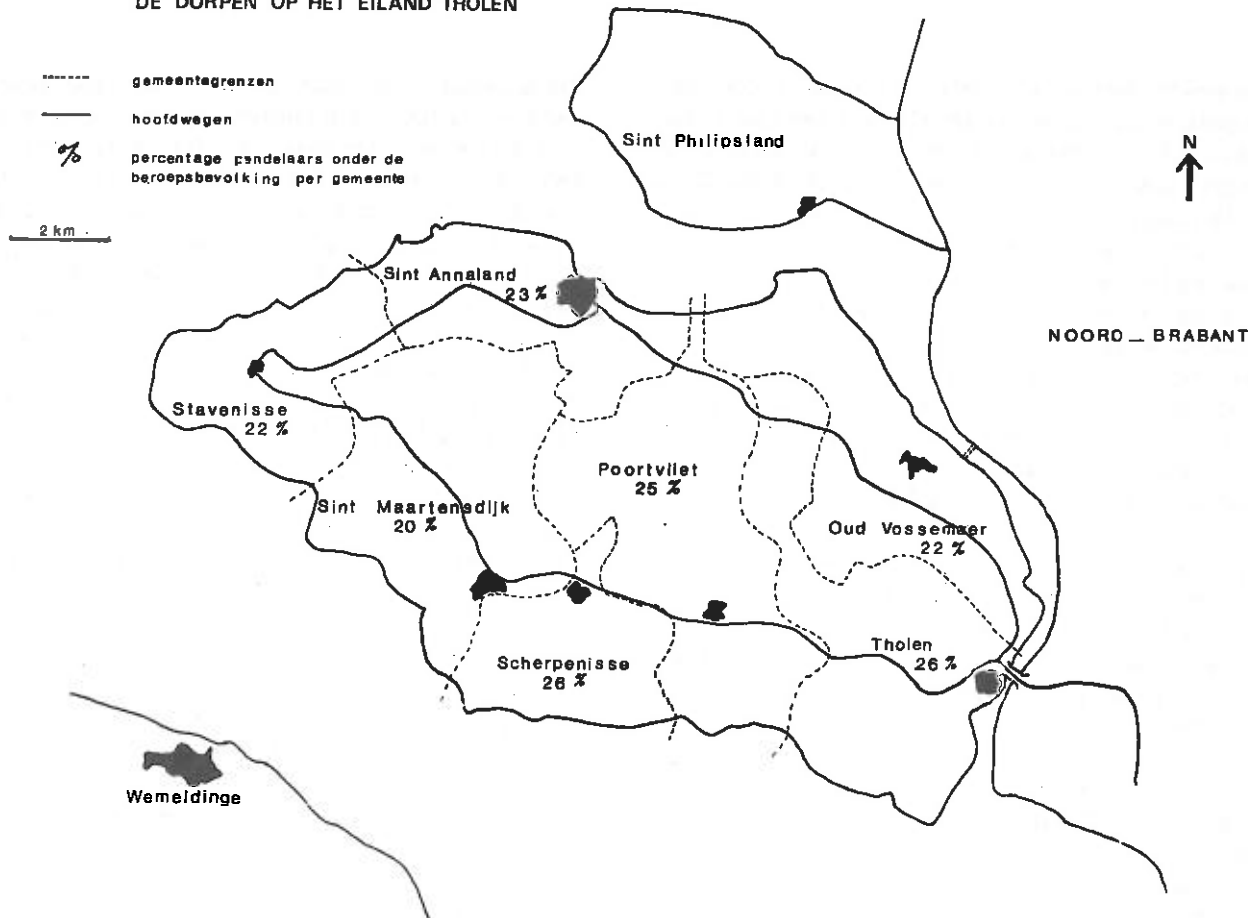 DE DORPEN OP HET EILAND THOLEN
gemeentegrenzen
hoofdwegen
%
percentage pendelaars onder de
beroepsbevolking per gemeente
2 km
Sint Philipsland
N
NOORD _ BRABANT
Sint Annaland
23 %
Stavenisse
22 %
Poortvliet
25 %
Sint Maartensdijk
20 %
Oud Vossemeer
22 %
Tholen
26 %
Scherpenisse
26 %
Wemeldinge